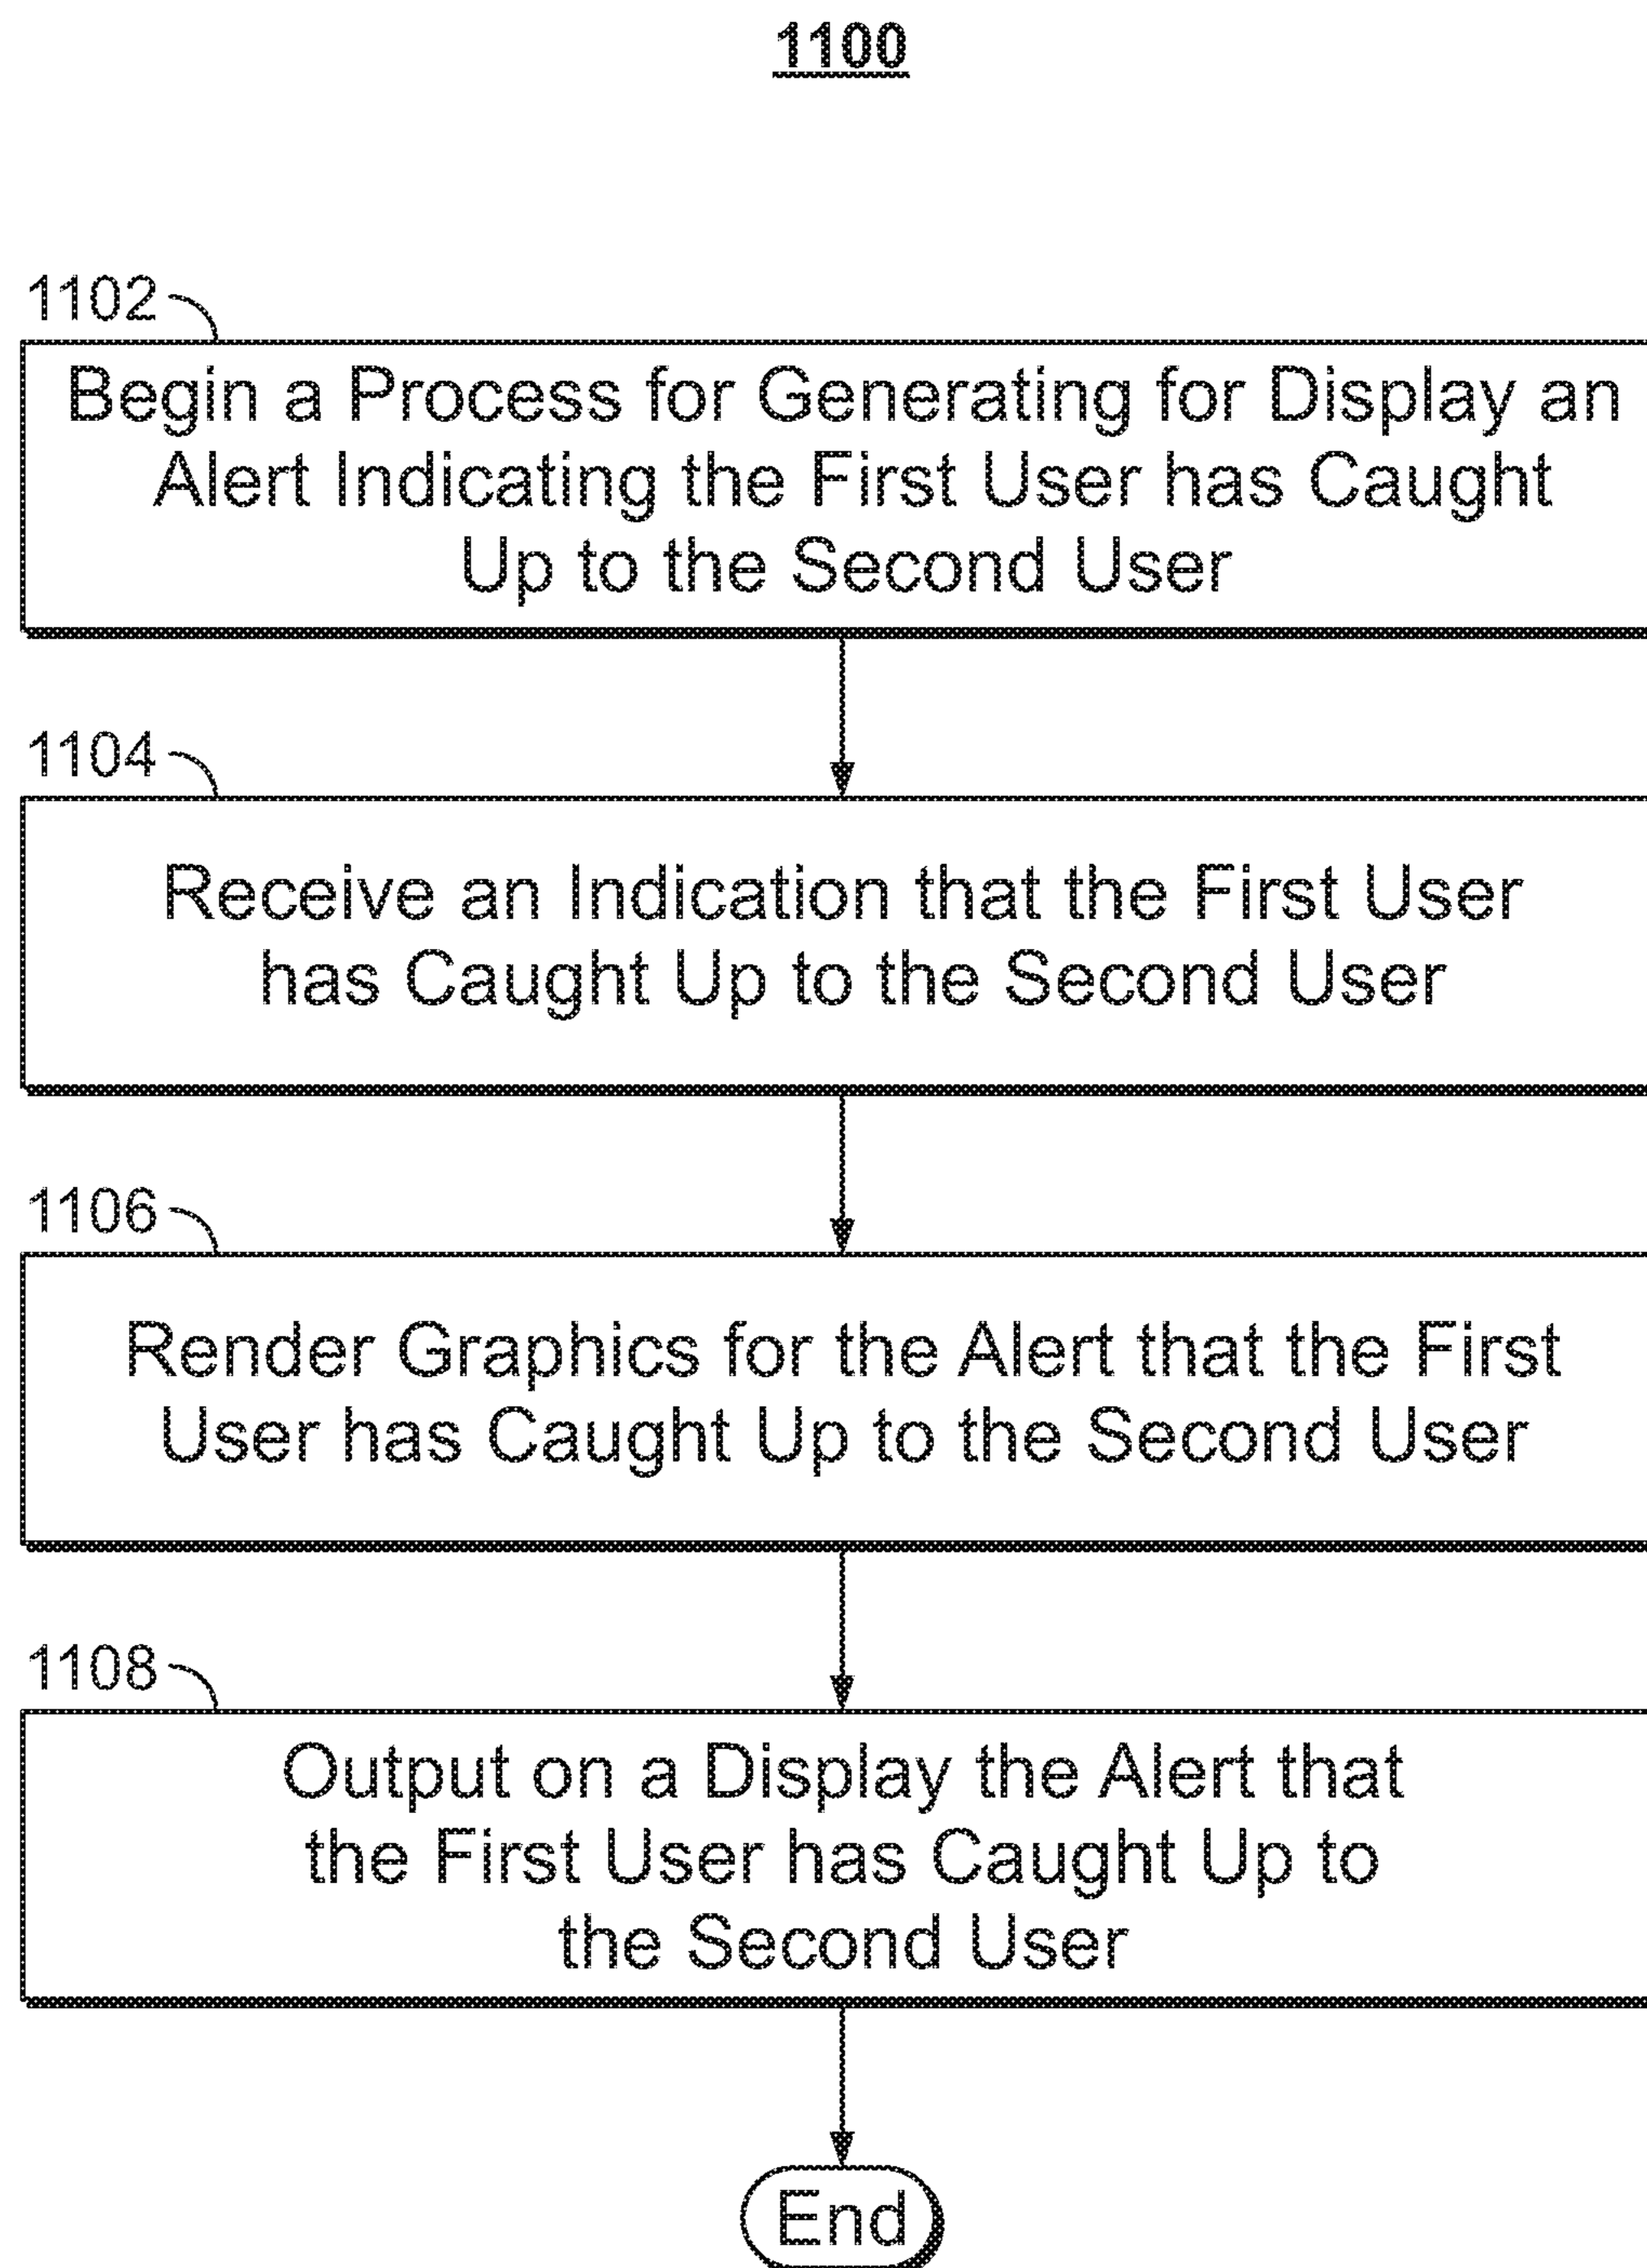 1100
1102
Begin a Process for Generating for Display an
Alert Indicating the First User has Caught
Up to the Second User
1104
Receive an Indication that the First User
has Caught Up to the Second User
1106
Render Graphics for the Alert that the First
User has Caught Up to the Second User
1108
Output on a Display the Alert that
the First User has Caught Up to
the Second User
End